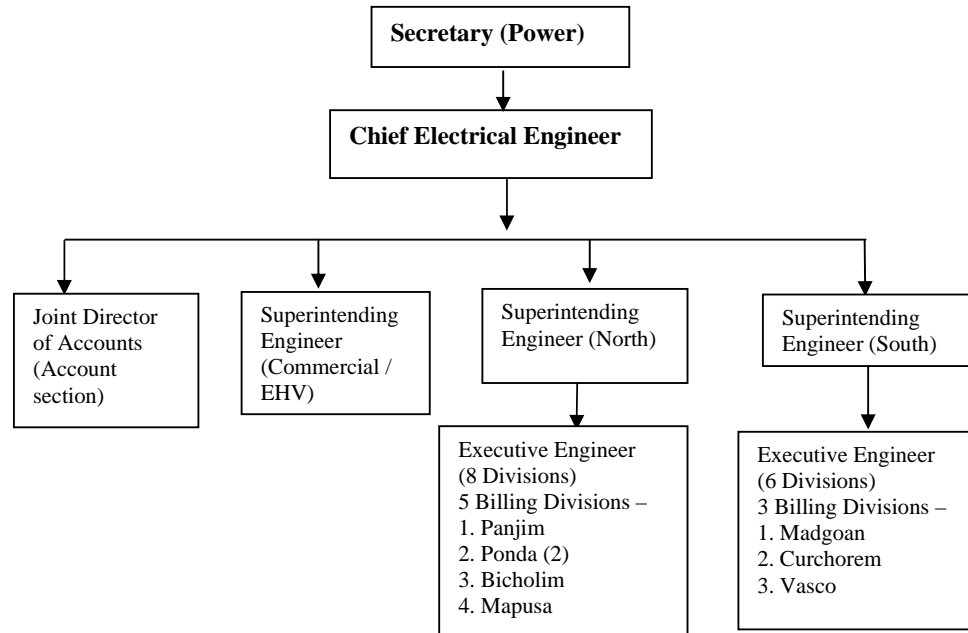 Secretary (Power)
Chief Electrical Engineer
Joint Director
of Accounts
(Account
section)
Superintending
Engineer
(Commercial /
EHV)
Superintending
Engineer (North)
Superintending
Engineer (South)
Executive Engineer
(8 Divisions)
5 Billing Divisions –
1. Panjim
2. Ponda (2)
3. Bicholim
4. Mapusa
Executive Engineer
(6 Divisions)
3 Billing Divisions –
1. Madgoan
2. Curchorem
3. Vasco